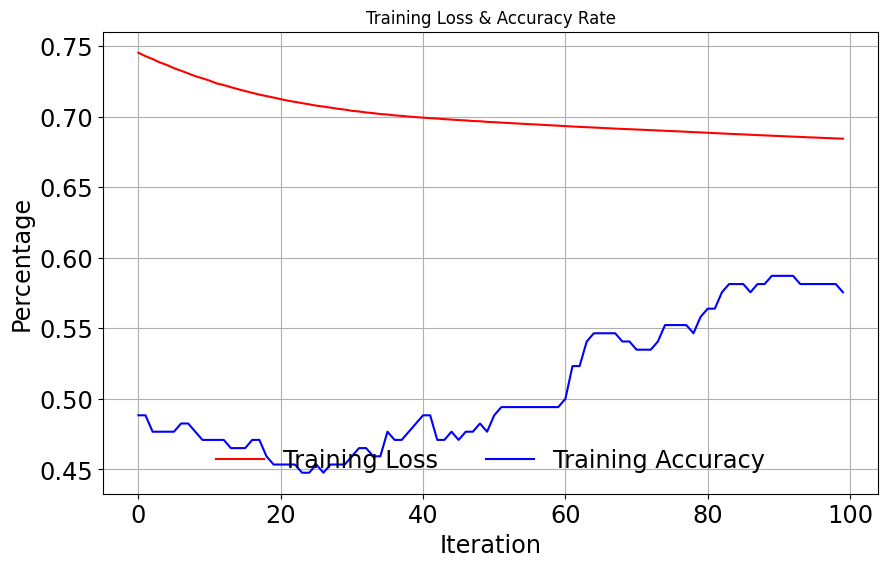 Training Loss & Accuracy Rate
0.75
0.70
0.65
0.60
0.55
0.50
0.45
Percentage
Training Loss Training Accuracy
0 20 40 60 80 100
Iteration